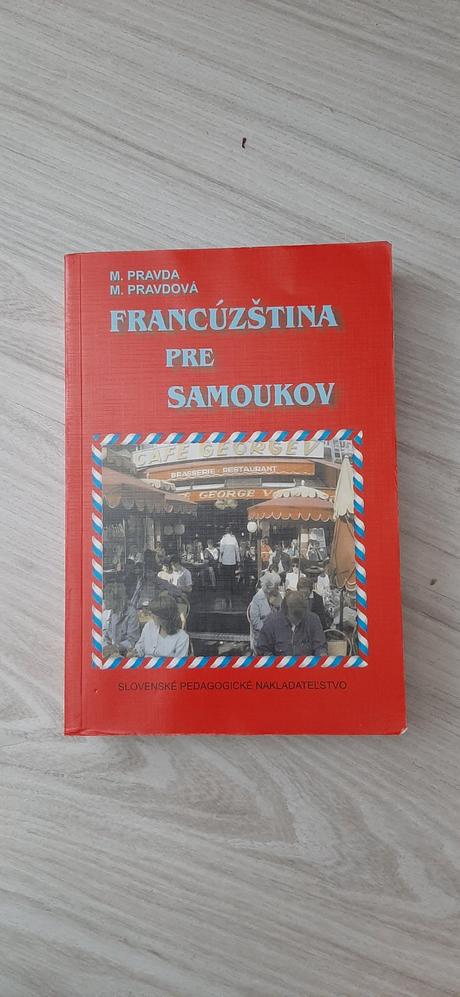 M. PRAVDA
M. PRAVDOVÁ
FRANCÚZŠTINA
PRE
SAMOUKOV
CAFE GEORGE V
BRASSERIE - RESTAURANT
GEORGE V
SLOVENSKÉ PEDAGOGICKÉ NAKLADATEĽSTVO